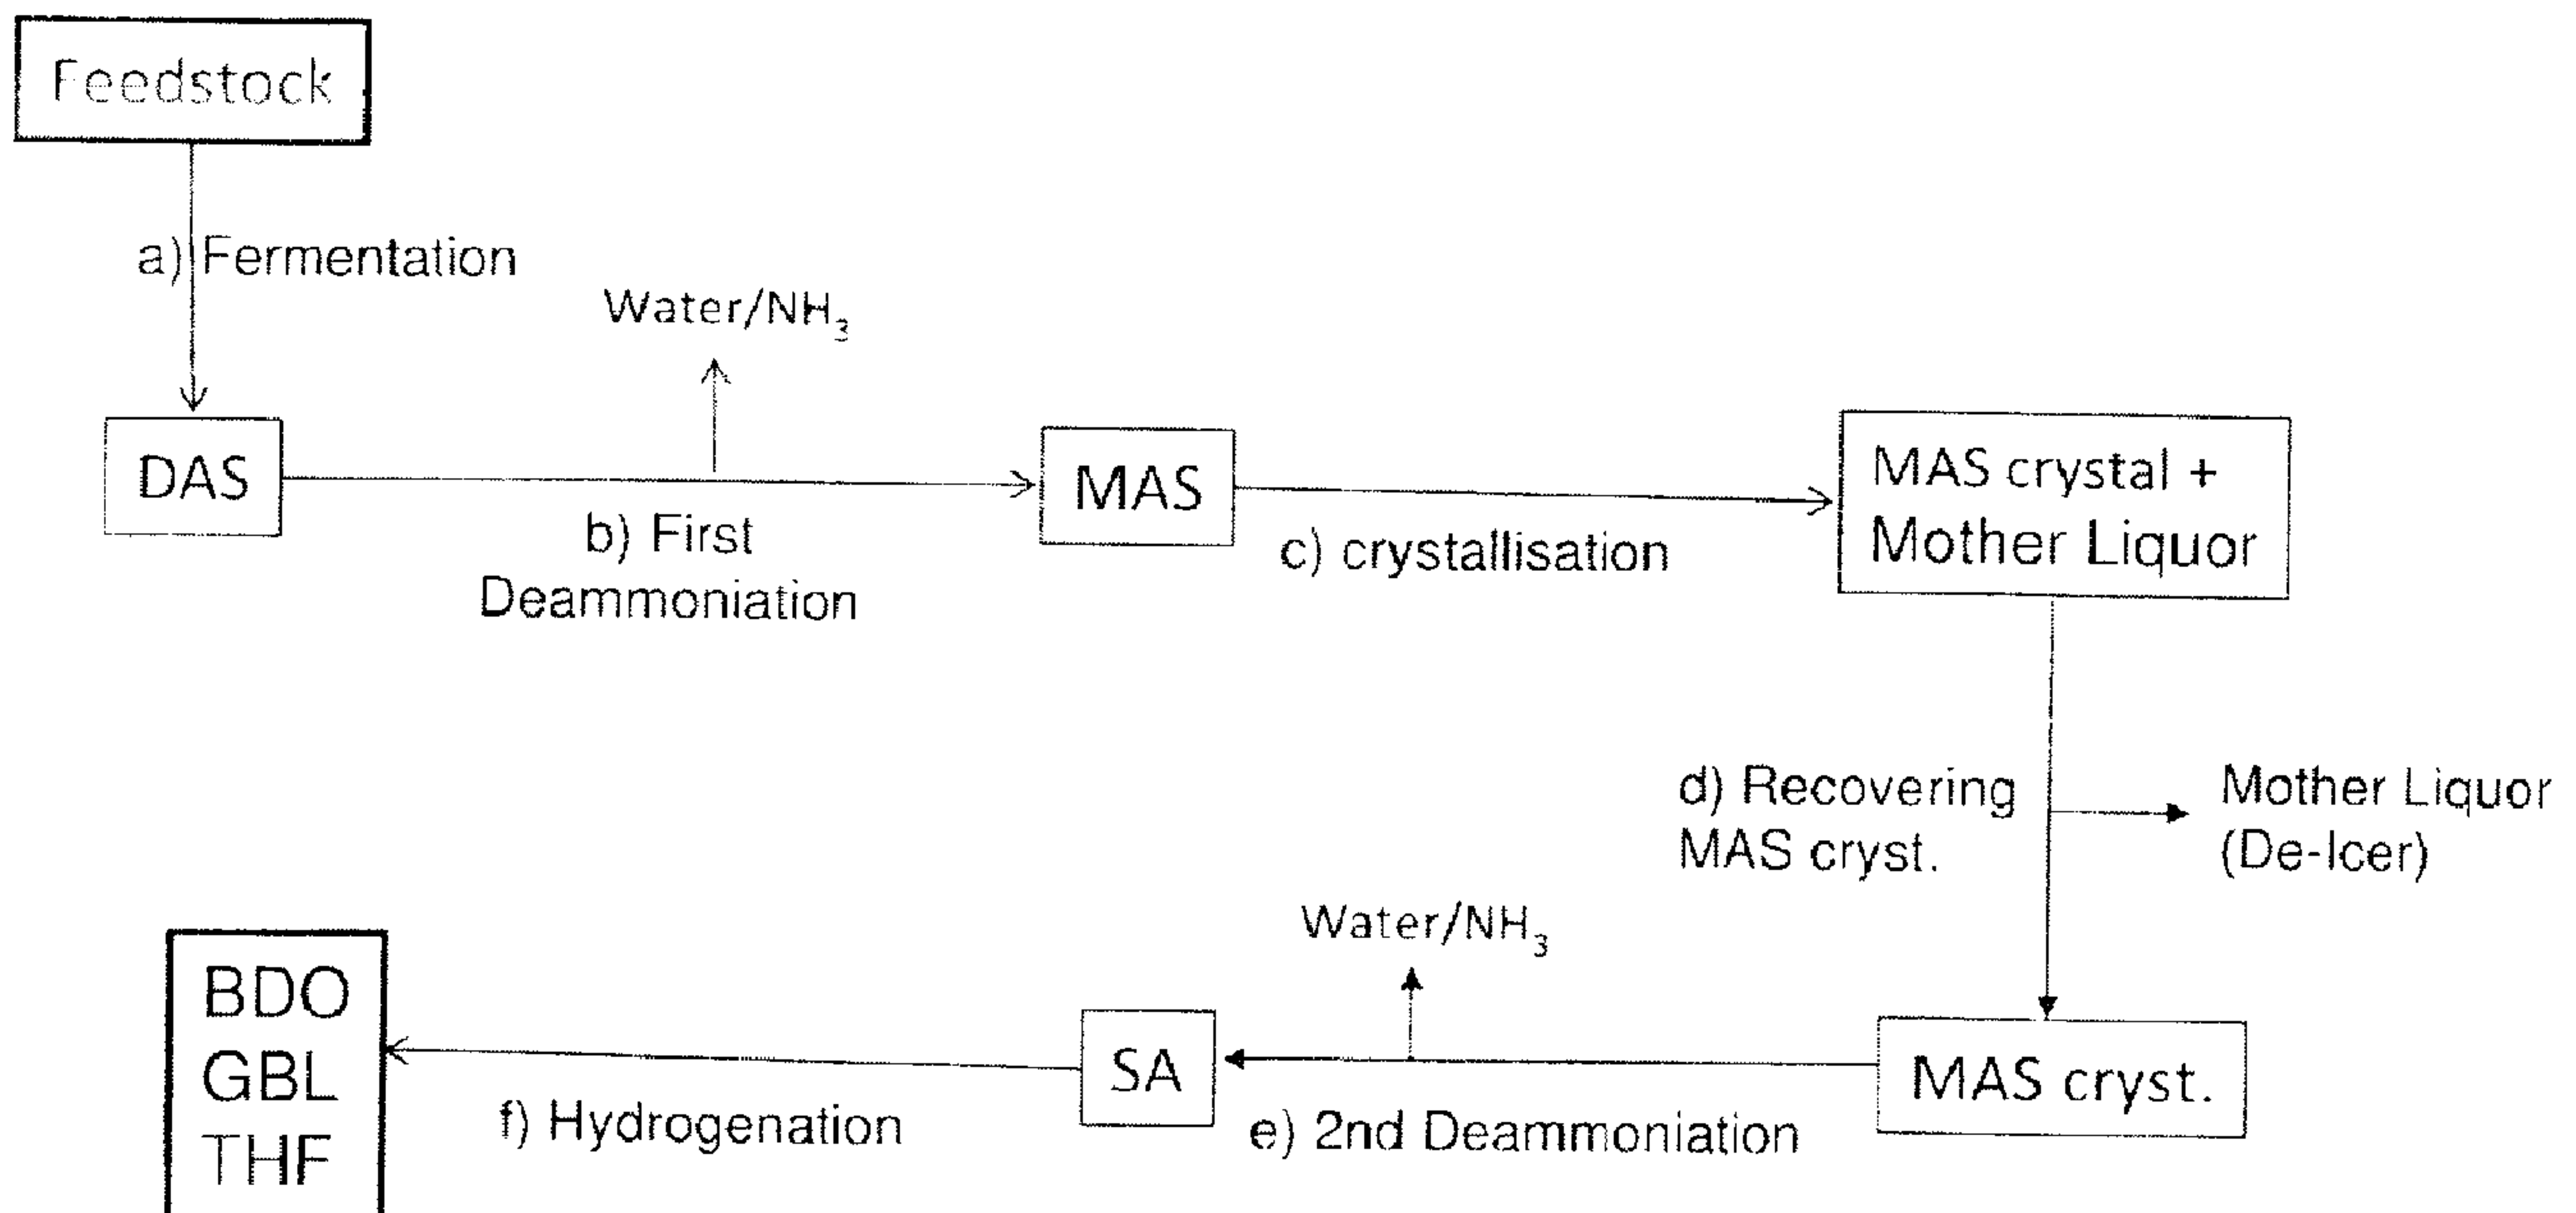 Feedstock
a) Fermentation
Water/NH₃
DAS
b) First
Deammoniation
MAS
c) crystallisation
MAS crystal +
Mother Liquor
d) Recovering
MAS cryst.
Mother Liquor
(De-Icer)
MAS cryst.
Water/NH₃
e) 2nd Deammoniation
SA
f) Hydrogenation
BDO
GBL
THF